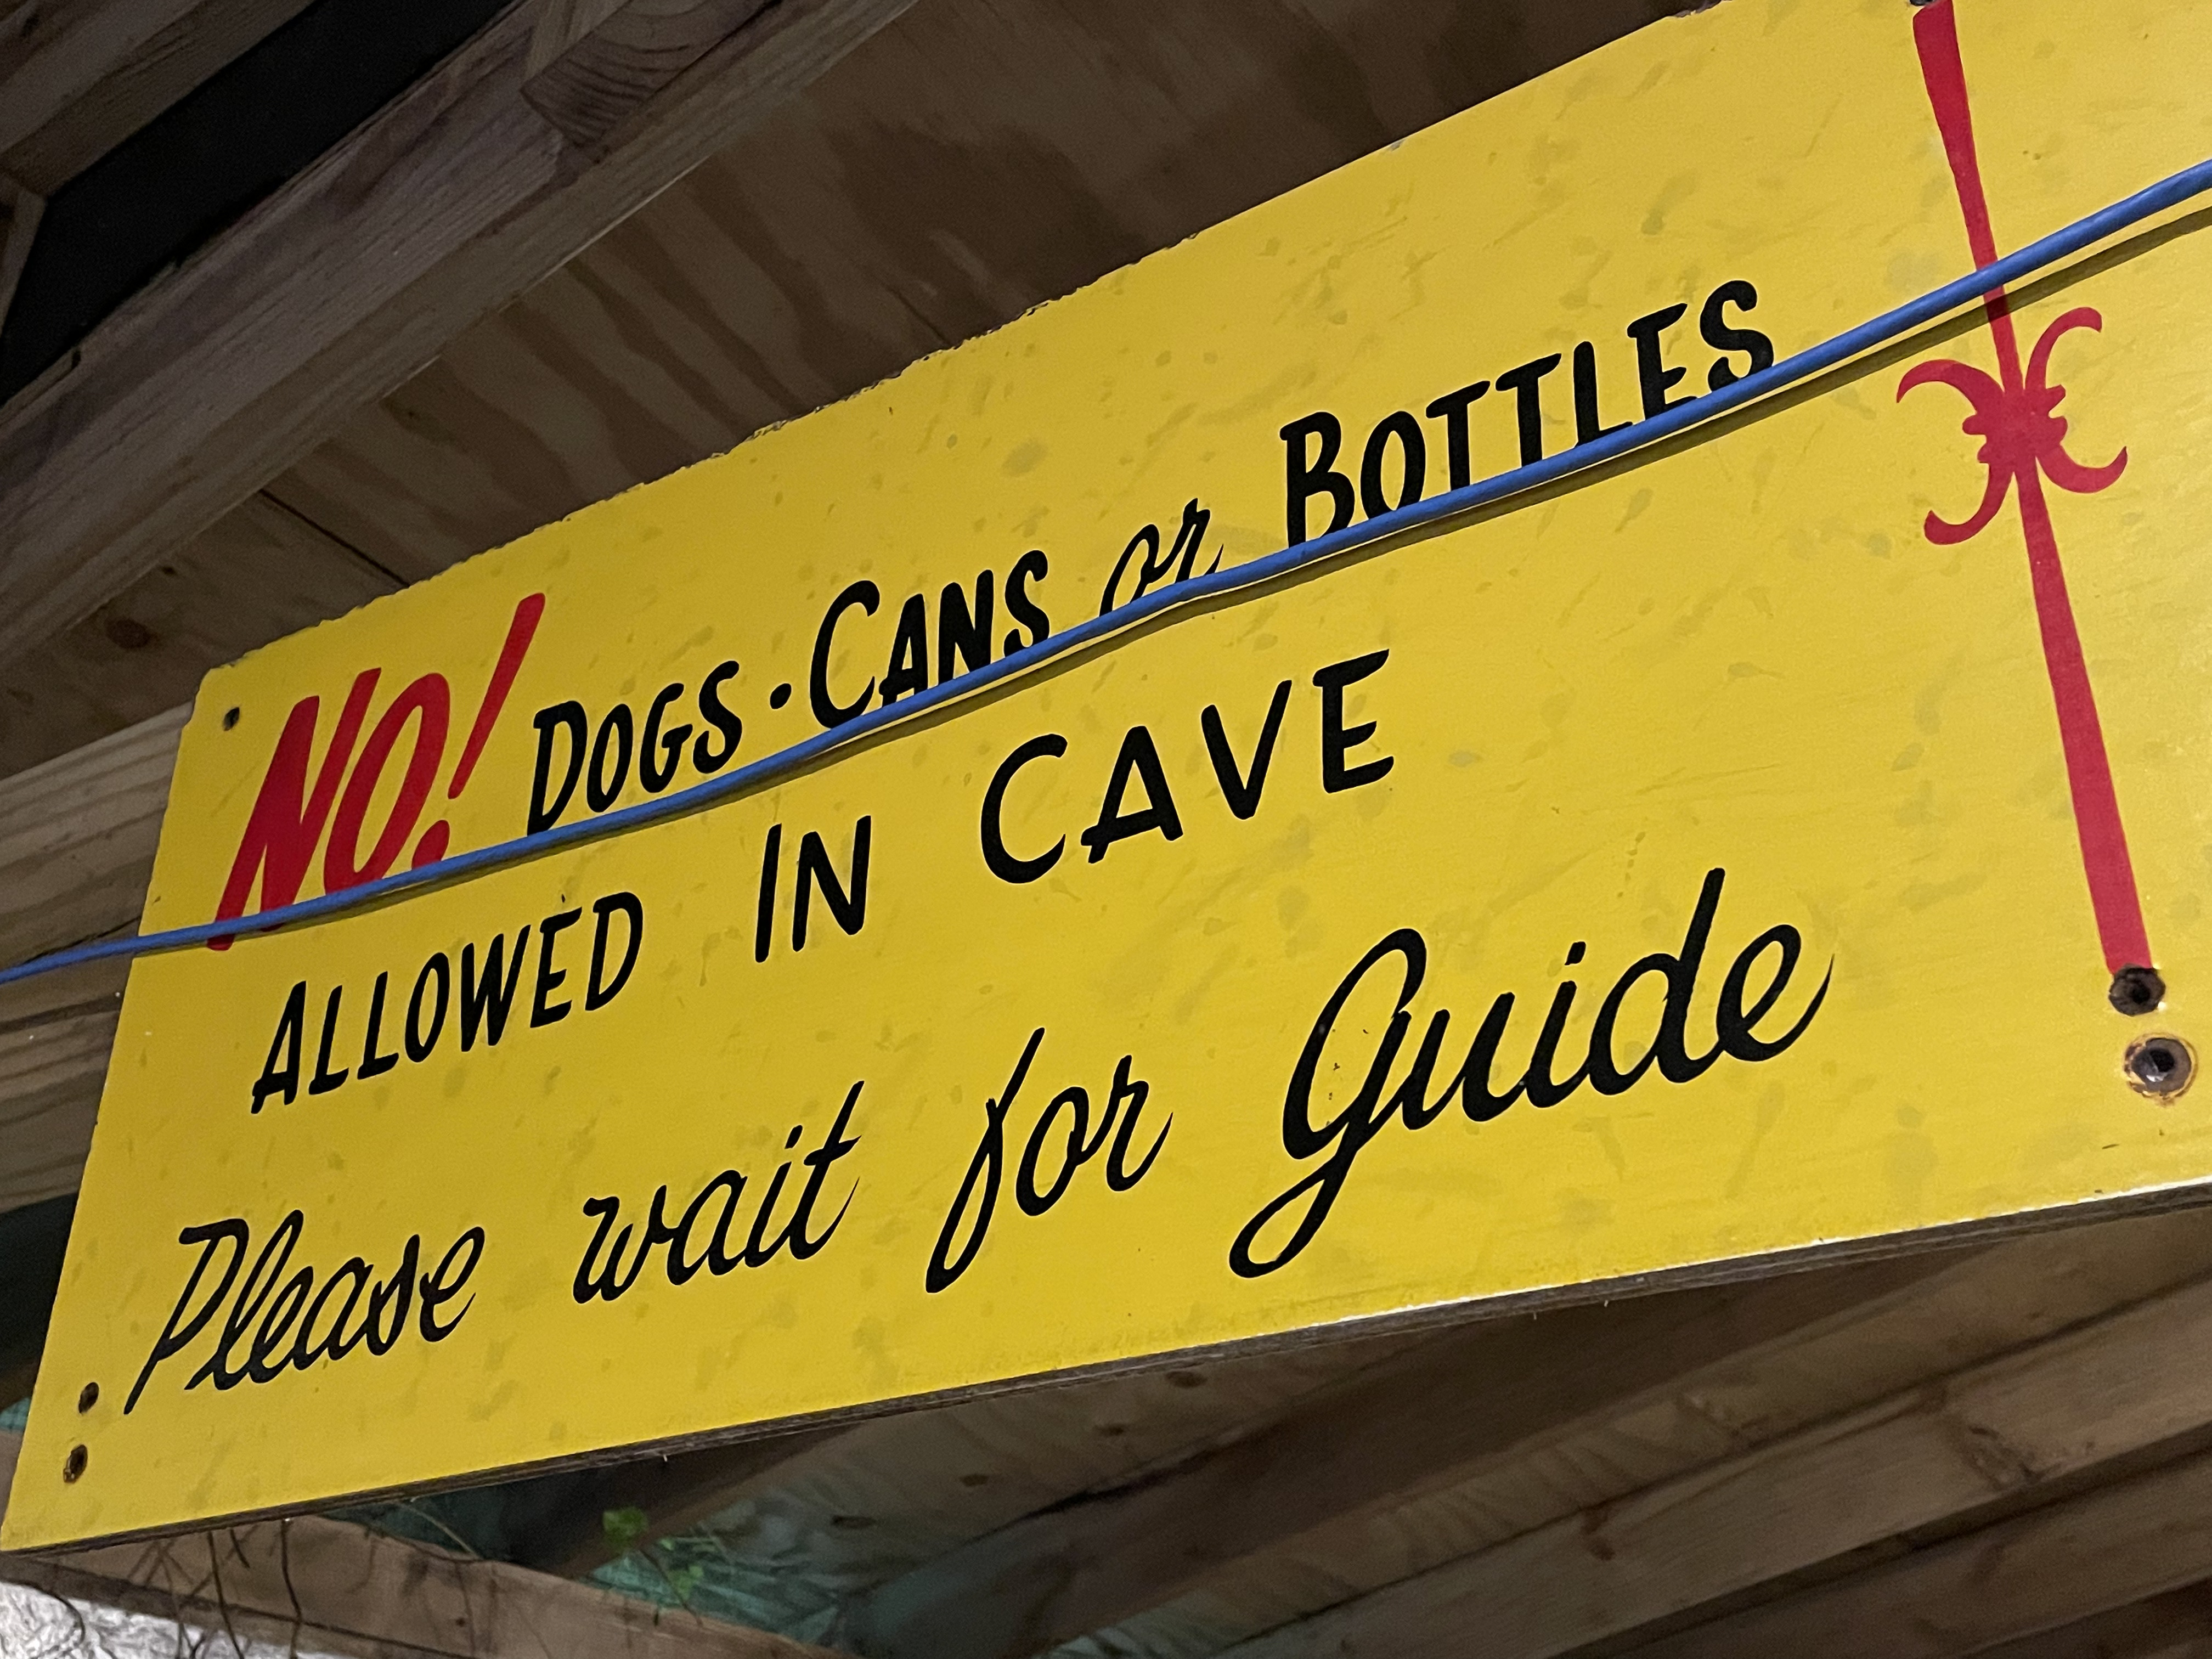 NO! DOGS · CANS or BOTTLES
ALLOWED IN CAVE
Please wait for Guide